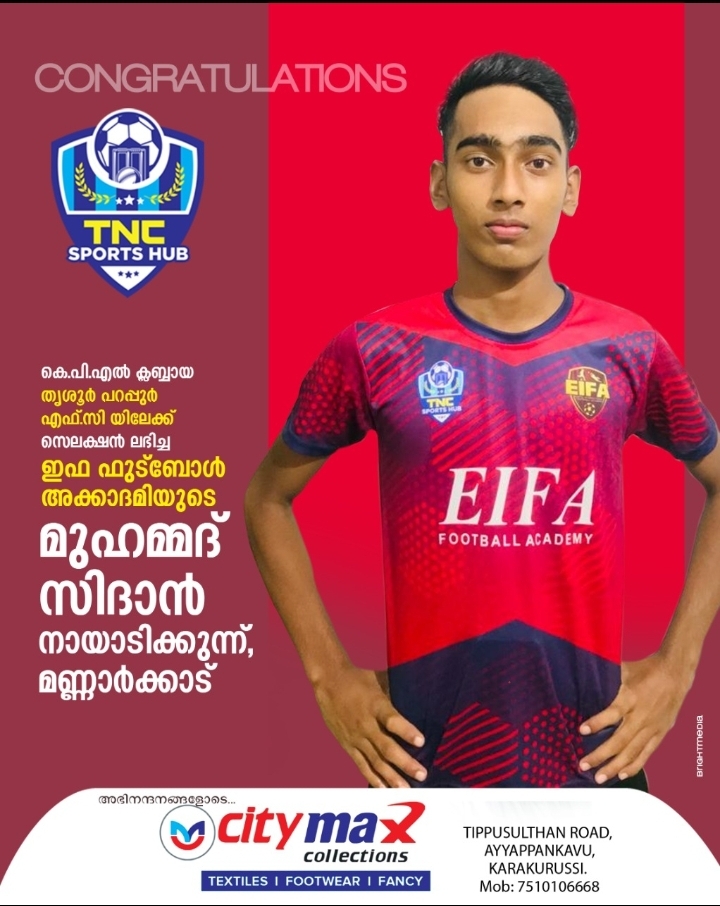 CONGRATULATIONS
TNC
SPORTS HUB
കെ.പി.എൽ ക്ലബ്ബായ
തൃശൂർ പറപ്പൂർ
എഫ്.സി യിലേക്ക്
സെലക്ഷൻ ലഭിച്ച
ഇഫ ഫുട്ബോൾ
അക്കാദമിയുടെ
മുഹമ്മദ്
സിദാൻ
നായാടിക്കുന്ന്,
മണ്ണാർക്കാട്
TNC
SPORTS HUB
EIFA
EIFA
FOOTBALL ACADEMY
BRIGHTMEDIA
അഭിനന്ദനങ്ങളോടെ...
citymax
collections
TEXTILES I FOOTWEAR I FANCY
TIPPUSULTHAN ROAD,
AYYAPPANKAVU,
KARAKURUSSI.
Mob: 7510106668